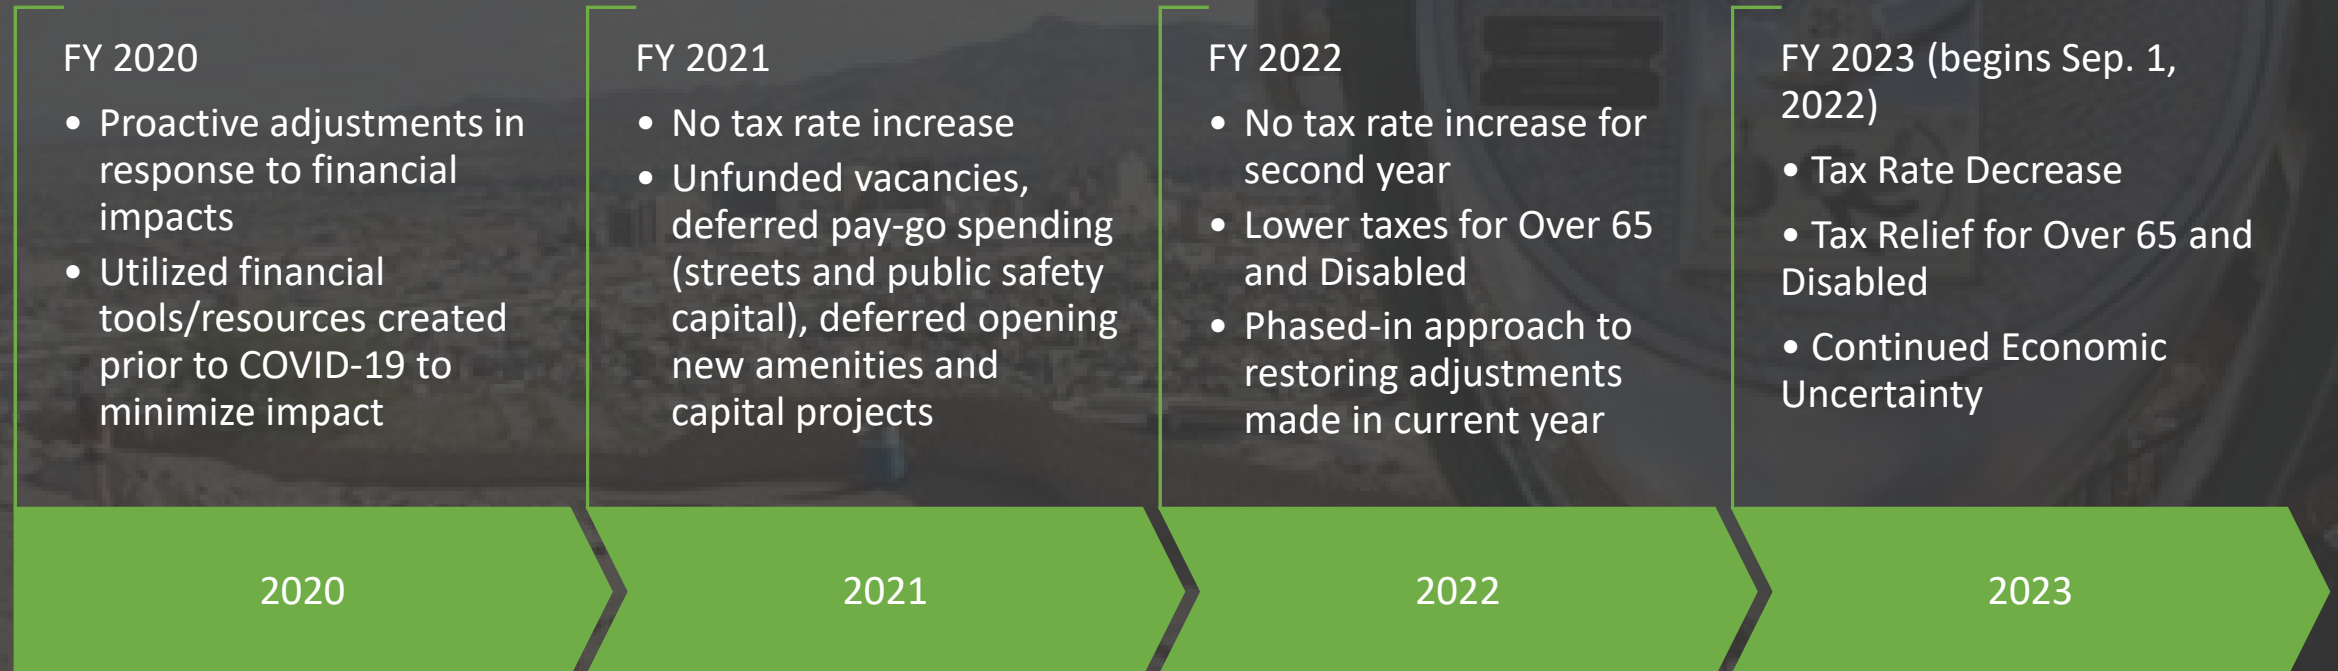 FY 2020
• Proactive adjustments in
response to financial
impacts
• Utilized financial
tools/resources created
prior to COVID-19 to
minimize impact
FY 2021
• No tax rate increase
• Unfunded vacancies,
deferred pay-go spending
(streets and public safety
capital), deferred opening
new amenities and
capital projects
FY 2022
• No tax rate increase for
second year
• Lower taxes for Over 65
and Disabled
• Phased-in approach to
restoring adjustments
made in current year
FY 2023 (begins Sep. 1,
2022)
• Tax Rate Decrease
• Tax Relief for Over 65 and
Disabled
• Continued Economic
Uncertainty
2020
2021
2022
2023